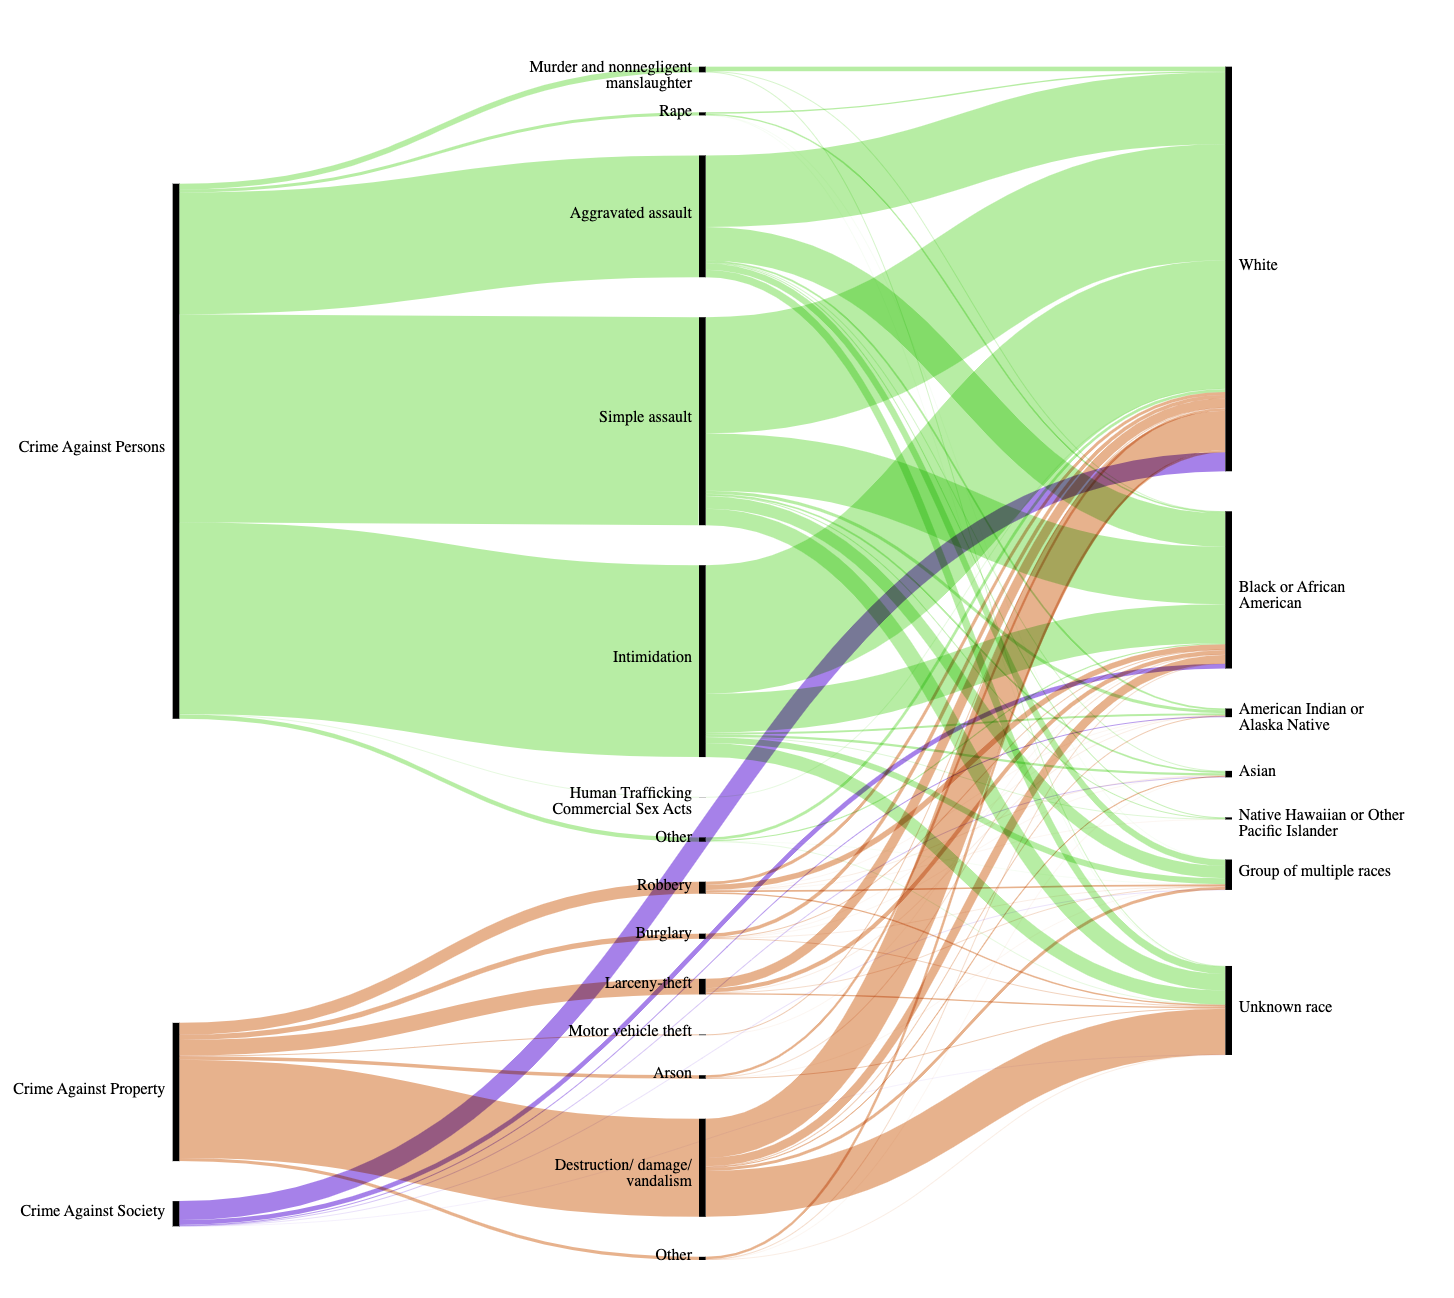 Murder and nonnegligent
manslaughter
Rape
Aggravated assault
White
Simple assault
Crime Against Persons
Black or African
American
Intimidation
American Indian or
Alaska Native
Asian
Human Trafficking
Commercial Sex Acts
Native Hawaiian or Other
Pacific Islander
Other
Group of multiple races
Robbery
Burglary
Larceny-theft
Unknown race
Motor vehicle theft
Arson
Crime Against Property
Destruction/ damage/
vandalism
Crime Against Society
Other